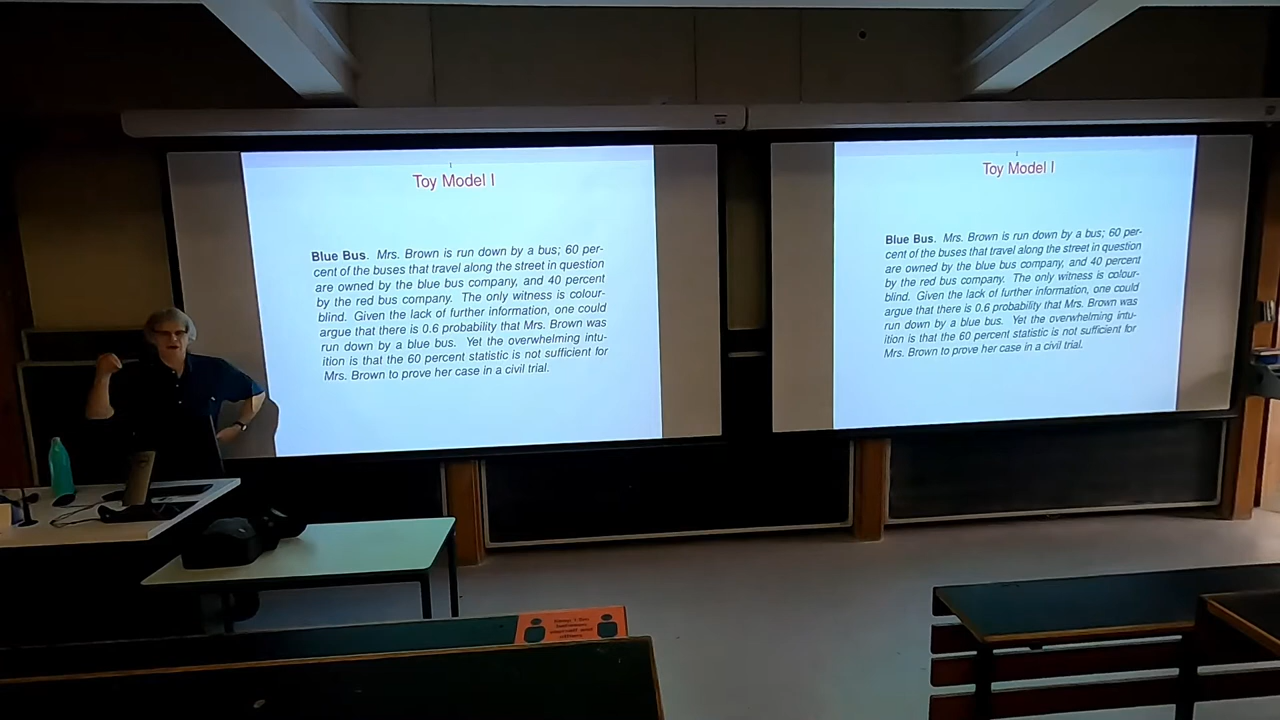 Toy Model I
Blue Bus. Mrs. Brown is run down by a bus; 60 per-
cent of the buses that travel along the street in question
are owned by the blue bus company, and 40 percent
by the red bus company. The only witness is colour-
blind. Given the lack of further information, one could
argue that there is 0.6 probability that Mrs. Brown was
run down by a blue bus. Yet the overwhelming intu-
ition is that the 60 percent statistic is not sufficient for
Mrs. Brown to prove her case in a civil trial.
Toy Model I
Blue Bus. Mrs. Brown is run down by a bus; 60 per-
cent of the buses that travel along the street in question
are owned by the blue bus company, and 40 percent
by the red bus company. The only witness is colour-
blind. Given the lack of further information, one could
argue that there is 0.6 probability that Mrs. Brown was
run down by a blue bus. Yet the overwhelming intu-
ition is that the 60 percent statistic is not sufficient for
Mrs. Brown to prove her case in a civil trial.